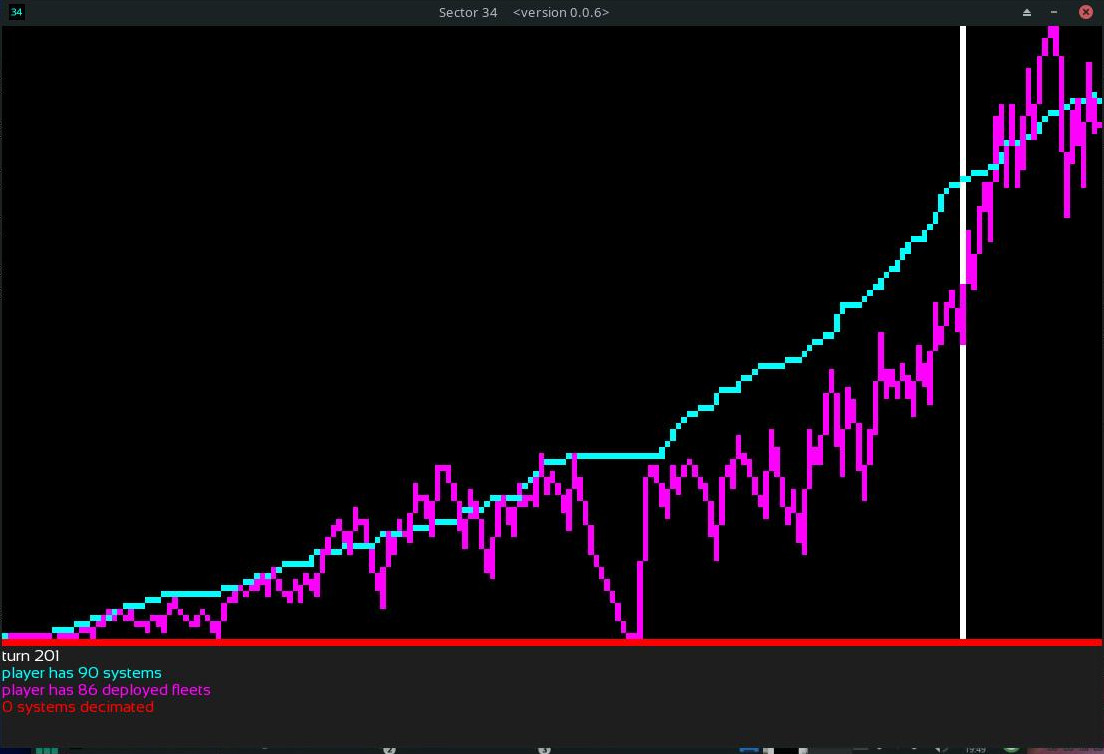 34
Sector 34 <version 0.0.6>
turn 201
player has 90 systems
player has 86 deployed fleets
0 systems decimated